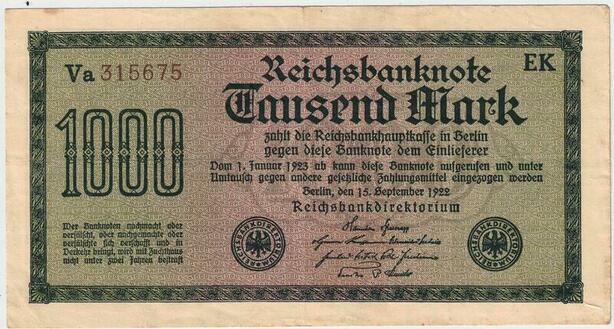 Va 315675
EK
Reichsbanknote
Tausend Mark
1000
zahlt die Reichsbankhauptkasse in Berlin
gegen diese Banknote dem Einlieferer
Vom 1. Januar 1923 ab kann diese Banknote aufgerufen und unter
Umtausch gegen andere gesetzliche Zahlungsmittel eingezogen werden
Berlin, den 15. September 1922
Reichsbankdirektorium
Wer Banknoten nachmacht oder
verfälscht, oder nachgemachte oder
verfälschte sich verschafft und in
Verkehr bringt, wird mit Zuchthaus
nicht unter zwei Jahren bestraft
REICHSBANKDIREKTORIUM
REICHSBANKDIREKTORIUM